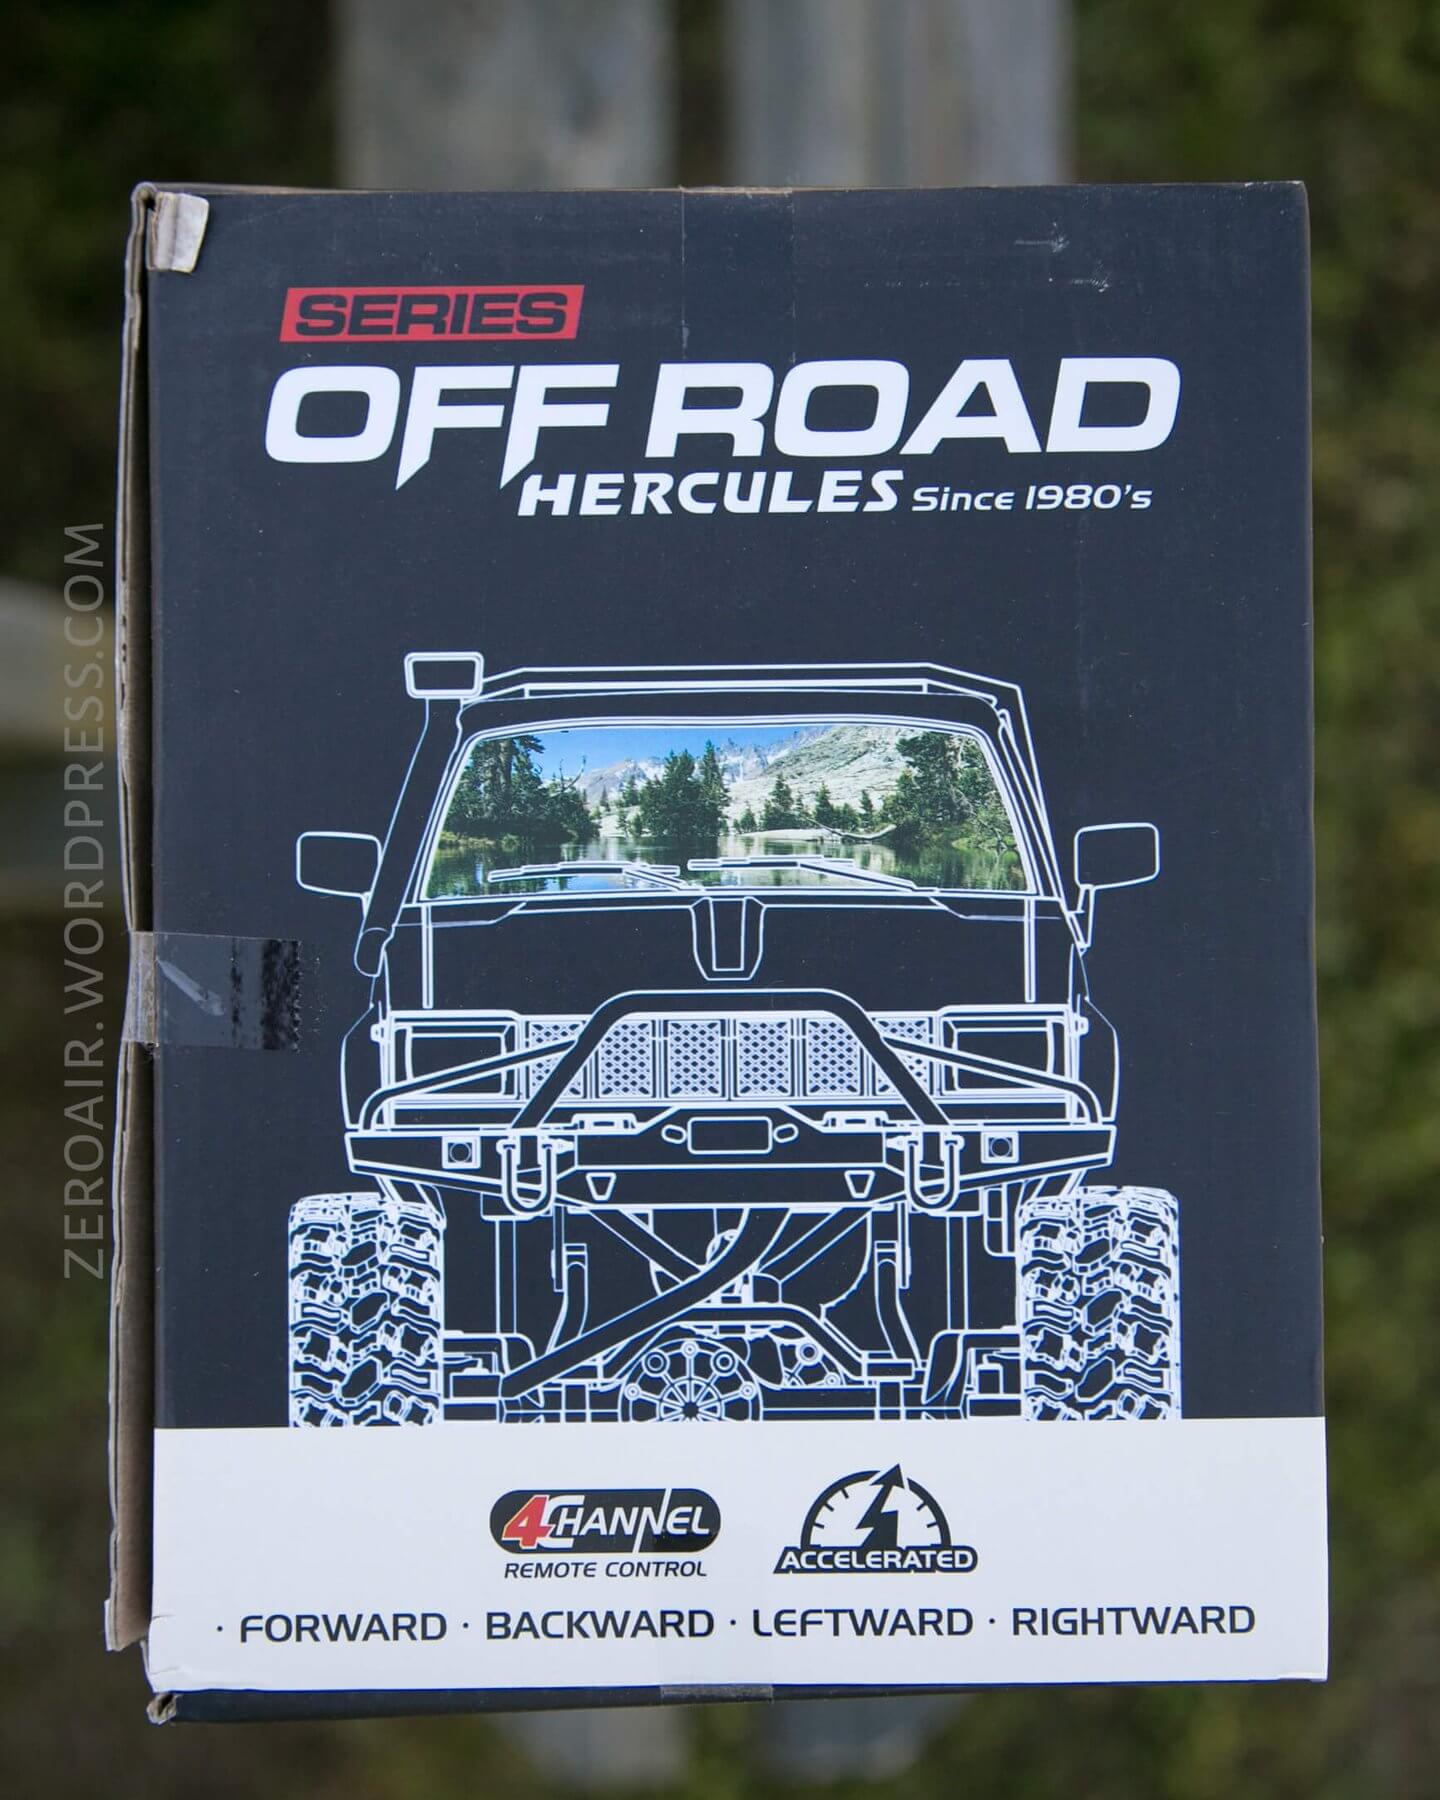 SERIES
OFF ROAD
HERCULES Since 1980's
4CHANNEL
REMOTE CONTROL
ACCELERATED
· FORWARD · BACKWARD · LEFTWARD · RIGHTWARD
ZEROAIR.WORDPRESS.COM